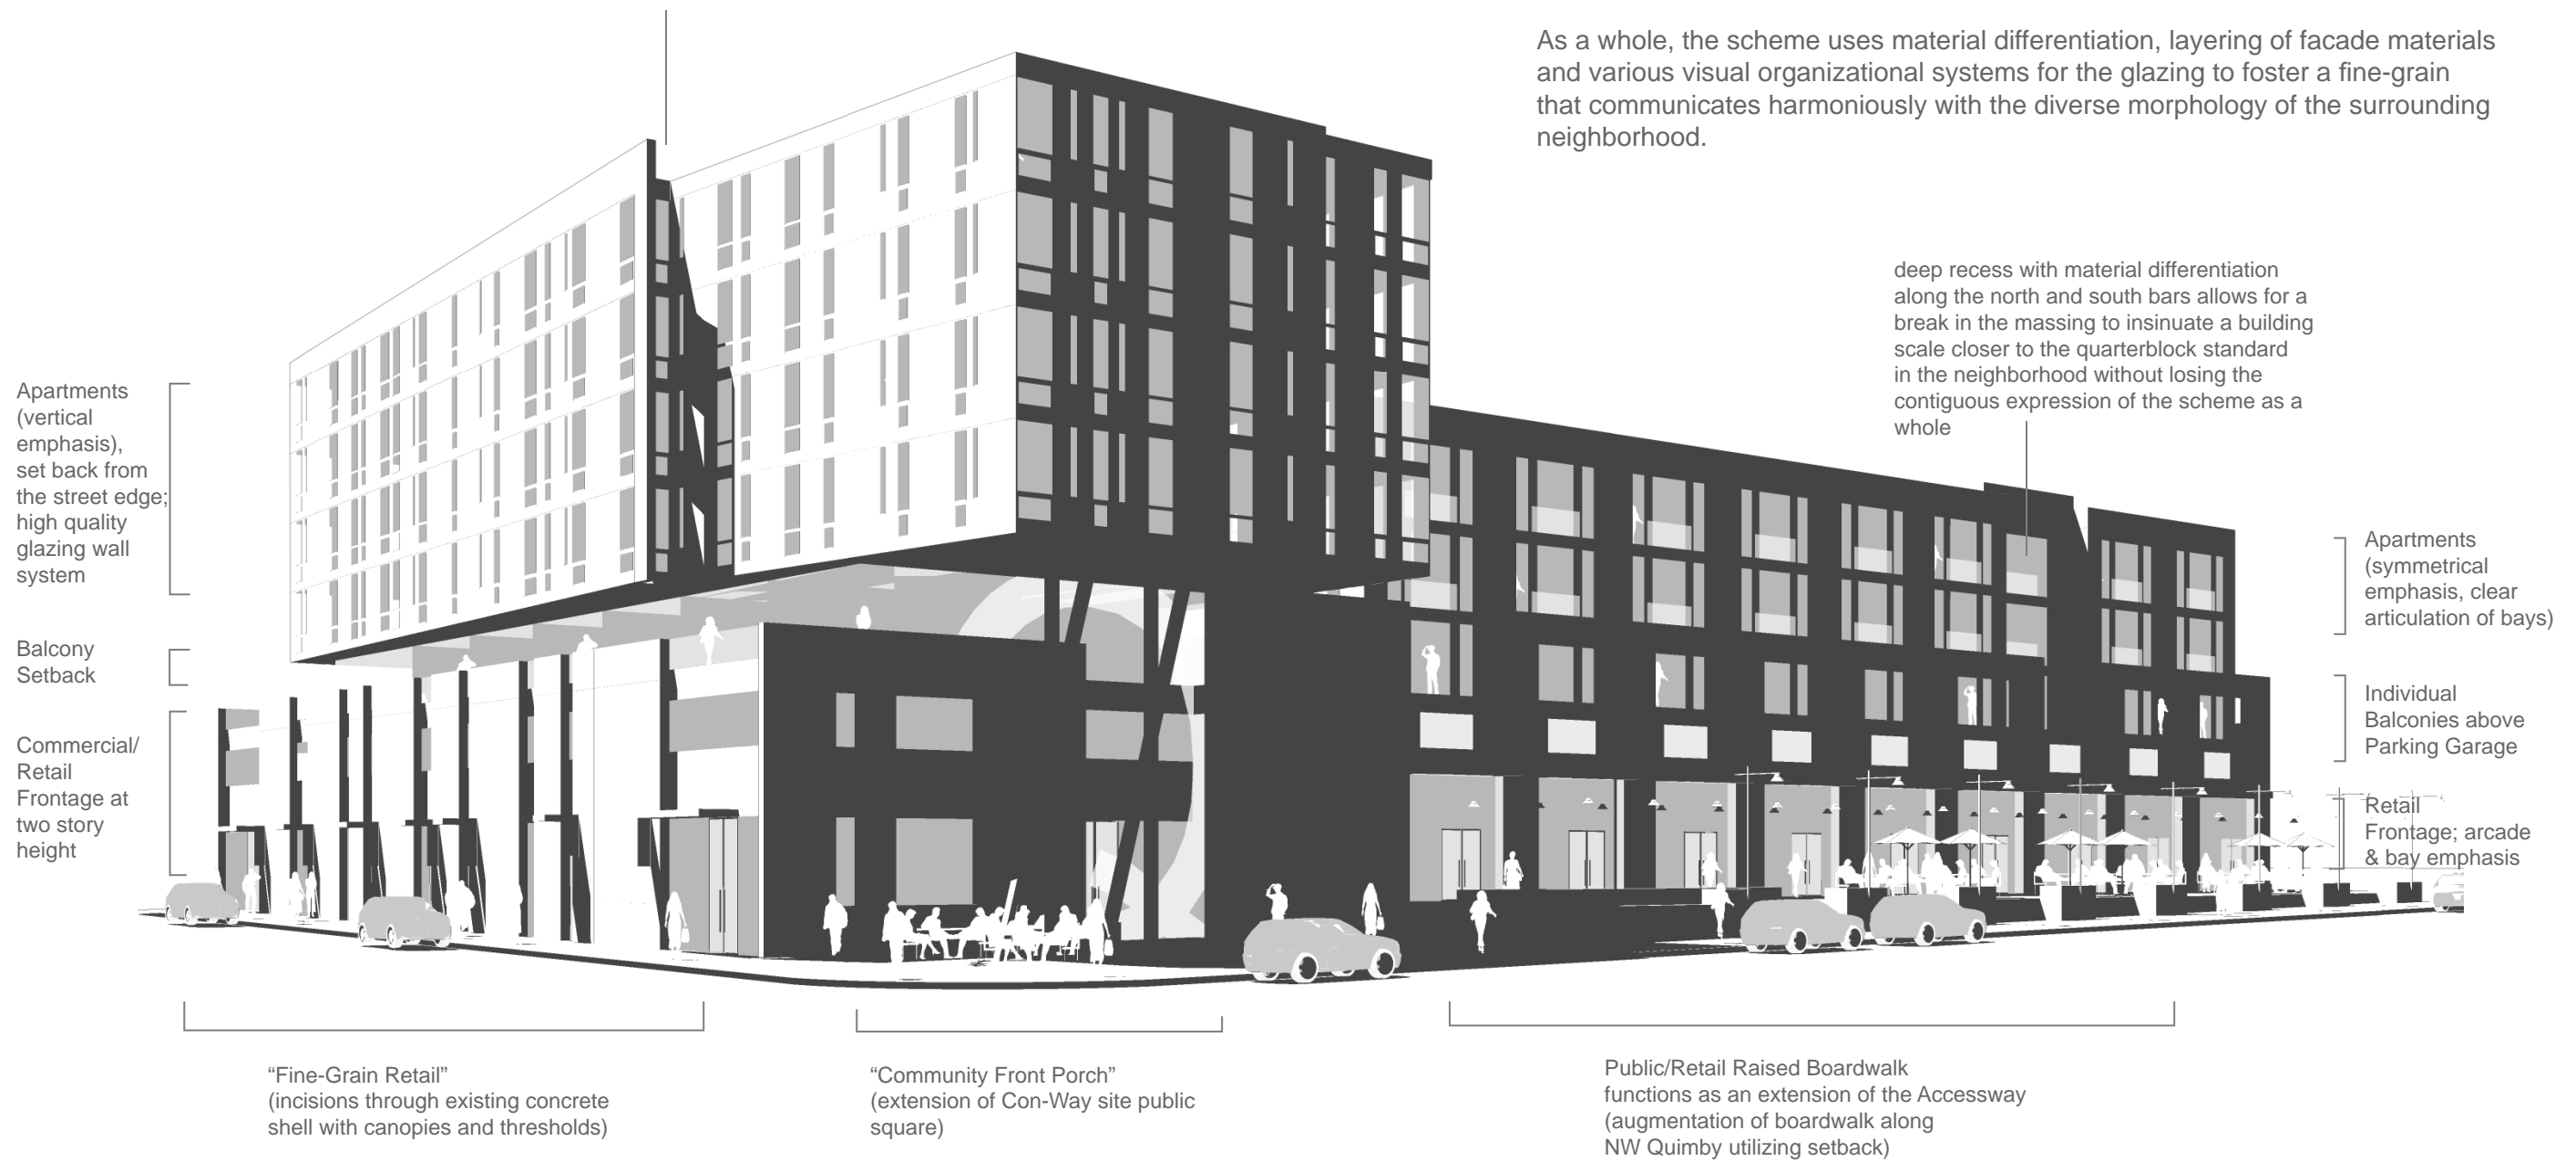 As a whole, the scheme uses material differentiation, layering of facade materials
and various visual organizational systems for the glazing to foster a fine-grain
that communicates harmoniously with the diverse morphology of the surrounding
neighborhood.
deep recess with material differentiation
along the north and south bars allows for a
break in the massing to insinuate a building
scale closer to the quarterblock standard
in the neighborhood without losing the
contiguous expression of the scheme as a
whole
Apartments
(vertical
emphasis),
set back from
the street edge;
high quality
glazing wall
system
Balcony
Setback
Commercial/
Retail
Frontage at
two story
height
Apartments
(symmetrical
emphasis, clear
articulation of bays)
Individual
Balconies above
Parking Garage
Retail
Frontage; arcade
& bay emphasis
“Fine-Grain Retail”
(incisions through existing concrete
shell with canopies and thresholds)
“Community Front Porch”
(extension of Con-Way site public
square)
Public/Retail Raised Boardwalk
functions as an extension of the Accessway
(augmentation of boardwalk along
NW Quimby utilizing setback)